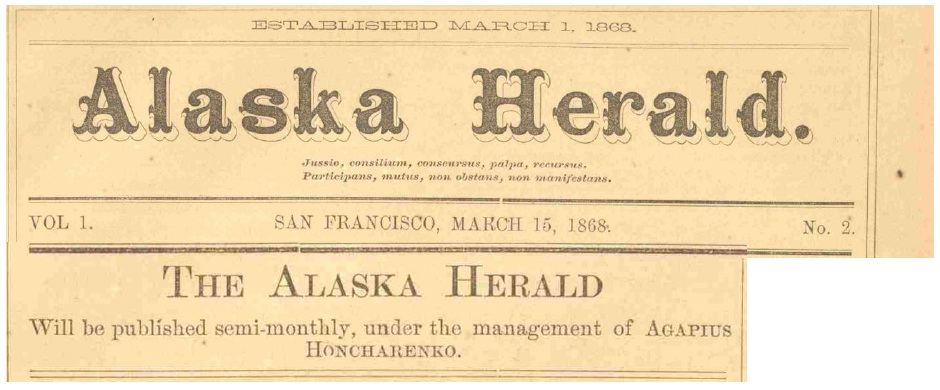 ESTABLISHED MARCH 1, 1868.
Alaska Herald.
Jussio, consilium, conscursus, palpa, recursus.
Participans, mutus, non obstans, non manifestans.
VOL 1. SAN FRANCISCO, MARCH 15, 1868. No. 2.
THE ALASKA HERALD
Will be published semi-monthly, under the management of AGAPIUS
HONCHARENKO.